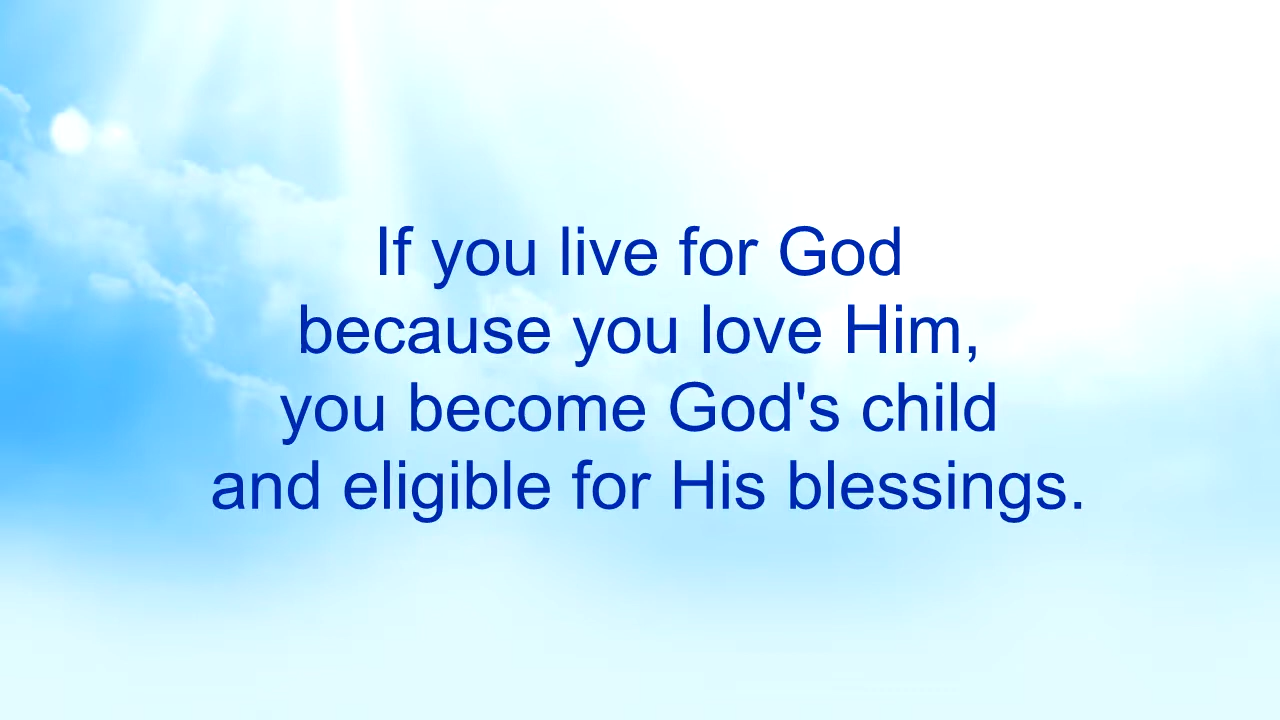 If you live for God
because you love Him,
you become God's child
and eligible for His blessings.